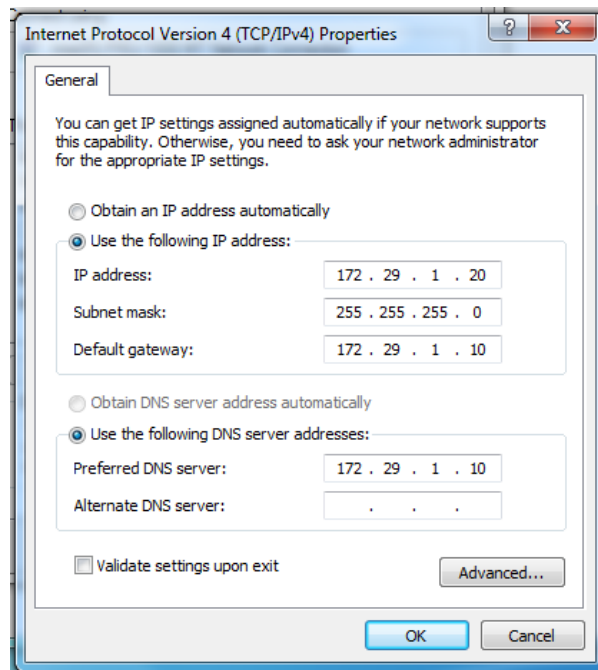 Internet Protocol Version 4 (TCP/IPv4) Properties
?
X
General
You can get IP settings assigned automatically if your network supports
this capability. Otherwise, you need to ask your network administrator
for the appropriate IP settings.
Obtain an IP address automatically
Use the following IP address:
IP address: 172 . 29 . 1 . 20
Subnet mask: 255 . 255 . 255 . 0
Default gateway: 172 . 29 . 1 . 10
Obtain DNS server address automatically
Use the following DNS server addresses:
Preferred DNS server: 172 . 29 . 1 . 10
Alternate DNS server: . . .
Validate settings upon exit
Advanced...
OK Cancel